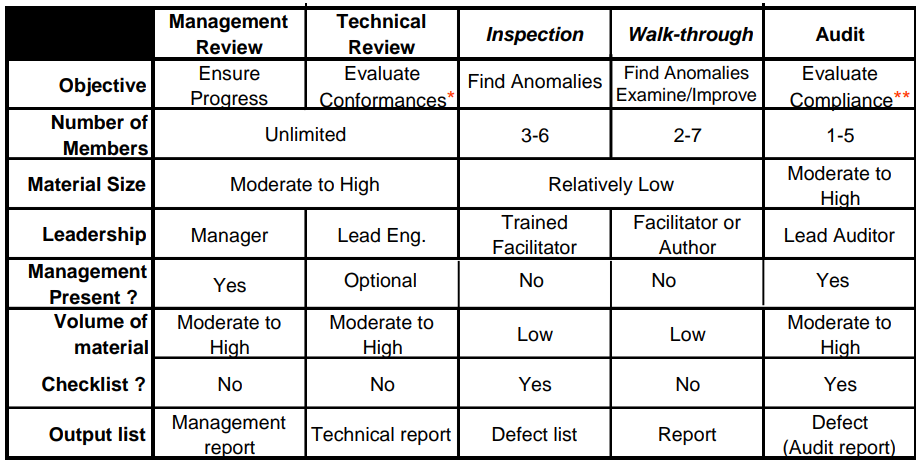 Management Review Technical Review Inspection Walk-through Audit
Objective Ensure Progress Evaluate Conformances* Find Anomalies Find Anomalies Examine/Improve Evaluate Compliance**
Number of Members Unlimited 3-6 2-7 1-5
Material Size Moderate to High Relatively Low Moderate to High
Leadership Manager Lead Eng. Trained Facilitator Facilitator or Author Lead Auditor
Management Present ? Yes Optional No No Yes
Volume of material Moderate to High Moderate to High Low Low Moderate to High
Checklist ? No No Yes No Yes
Output list Management report Technical report Defect list Report Defect (Audit report)